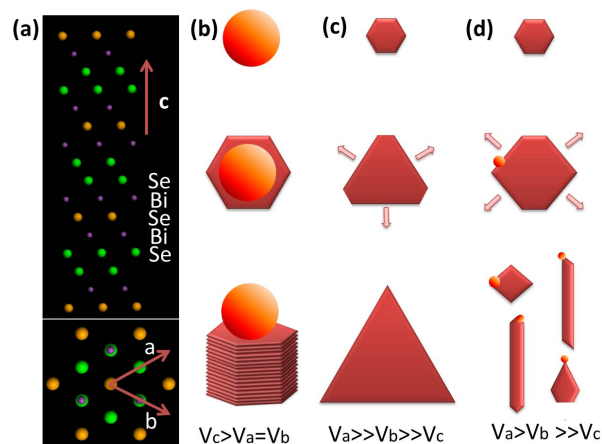 (a)
(b)
(c)
(d)
c
Se
Bi
Se
Bi
Se
a
b
Vc>Va=Vb
Va>>Vb>>Vc
Va>Vb >>Vc